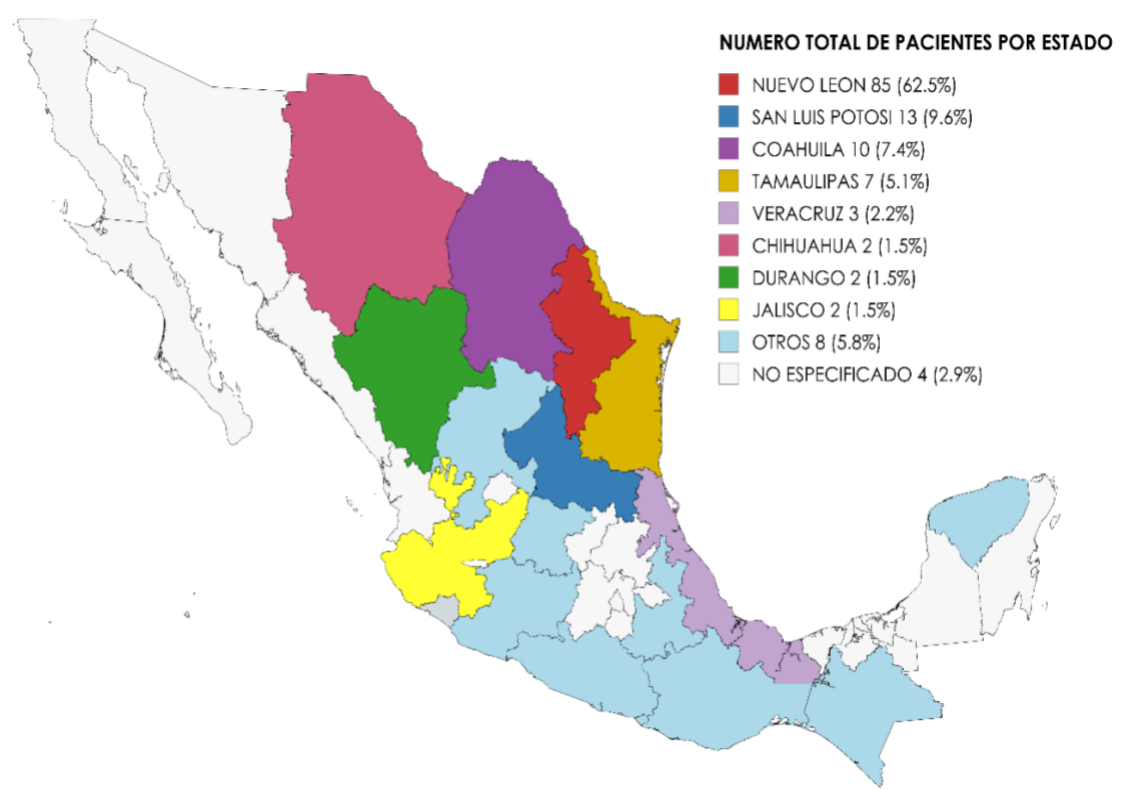 NUMERO TOTAL DE PACIENTES POR ESTADO
NUEVO LEON 85 (62.5%)
SAN LUIS POTOSI 13 (9.6%)
COAHUILA 10 (7.4%)
TAMAULIPAS 7 (5.1%)
VERACRUZ 3 (2.2%)
CHIHUAHUA 2 (1.5%)
DURANGO 2 (1.5%)
JALISCO 2 (1.5%)
OTROS 8 (5.8%)
NO ESPECIFICADO 4 (2.9%)